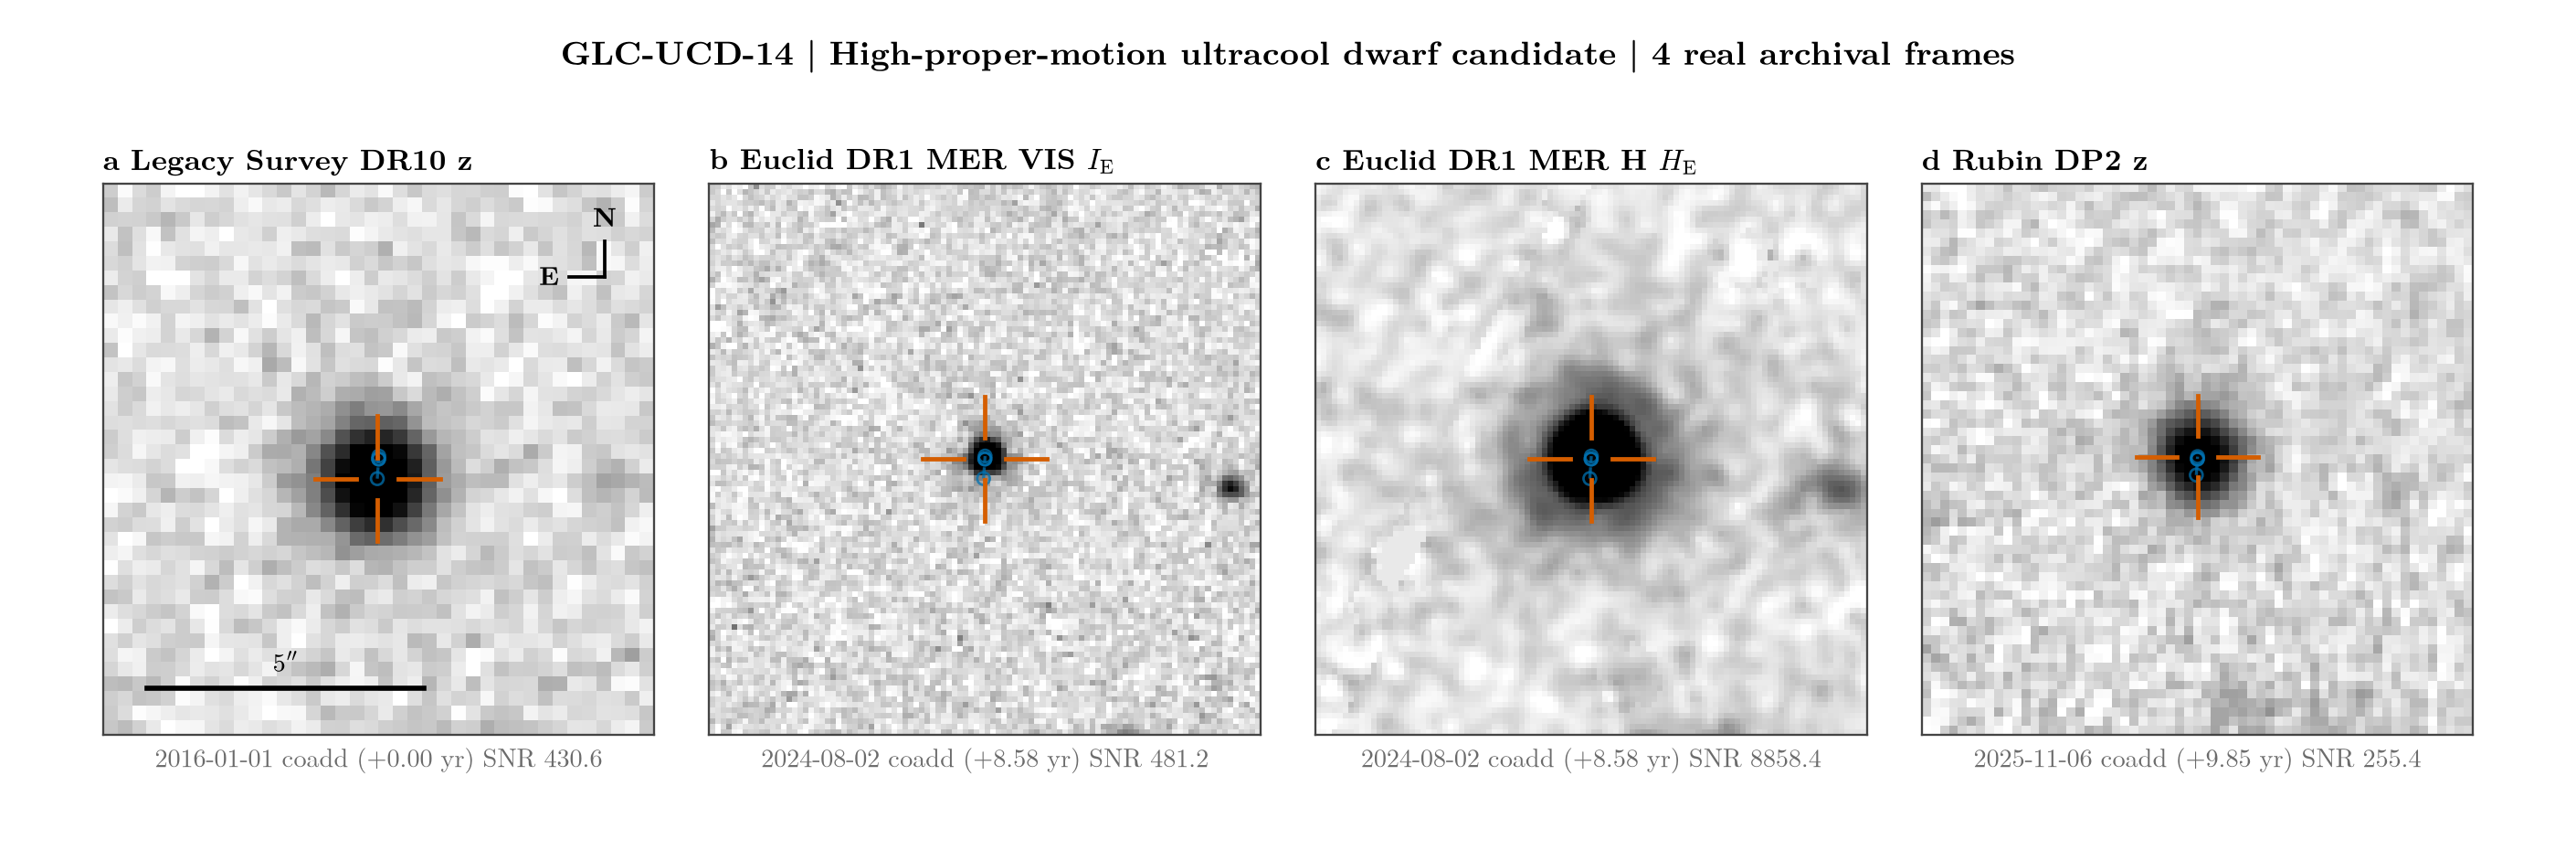 GLC-UCD-14 | High-proper-motion ultracool dwarf candidate | 4 real archival frames
a Legacy Survey DR10 z
N
E
5″
2016-01-01 coadd (+0.00 yr) SNR 430.6
b Euclid DR1 MER VIS I_E
2024-08-02 coadd (+8.58 yr) SNR 481.2
c Euclid DR1 MER H H_E
2024-08-02 coadd (+8.58 yr) SNR 8858.4
d Rubin DP2 z
2025-11-06 coadd (+9.85 yr) SNR 255.4